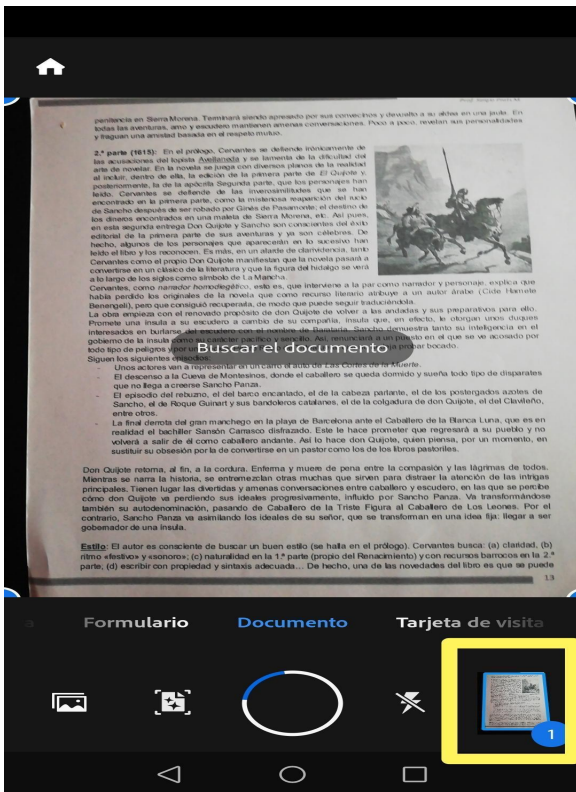 penitencia en Sierra Morena. Terminará siendo apresado por sus convecinos y devuelto a su aldea en una jaula. En
todas las aventuras, amo y escudero mantienen amenas conversaciones. Poco a poco, revelan sus personalidades
y fraguan una amistad basada en el respeto mutuo.
2.ª parte (1615): En el prólogo, Cervantes se defiende irónicamente de
las acusaciones del topista Avellaneda y se lamenta de la dificultad del
arte de novelar. En la novela se juega con diversos planos de la realidad
al incluir, dentro de ella, la edición de la primera parte de El Quijote y,
posteriormente, la de la apócrifa Segunda parte, que los personajes han
leído. Cervantes se defiende de las inverosimilitudes que se han
encontrado en la primera parte, como la misteriosa reaparición del rucio
de Sancho después de ser robado por Ginés de Pasamonte; el destino de
los dineros encontrados en una maleta de Sierra Morena, etc. Así pues,
en esta segunda entrega Don Quijote y Sancho son conscientes del éxito
editorial de la primera parte de sus aventuras y ya son célebres. De
hecho, algunos de los personajes que aparecerán en lo sucesivo han
leído el libro y los reconocen. Es más, en un alarde de clarividencia, tanto
Cervantes como el propio Don Quijote manifiestan que la novela pasará a
convertirse en un clásico de la literatura y que la figura del hidalgo se verá
a lo largo de los siglos como símbolo de La Mancha.
Cervantes, como narrador homodiegético, esto es, que interviene a la par como narrador y personaje, explica que
había perdido los originales de la novela que como recurso literario atribuye a un autor árabe (Cide Hamete
Benengeli), pero que consiguió recuperarla, de modo que puede seguir traduciéndola.
La obra empieza con el renovado propósito de don Quijote de volver a las andadas y sus preparativos para ello.
Promete una ínsula a su escudero a cambio de su compañía, ínsula que, en efecto, le otorgan unos duques
interesados en burlarse del escudero con el nombre de Barataria. Sancho demuestra tanto su inteligencia en el
gobierno de la ínsula como su carácter pacífico y sencillo. Así, renunciará a un puesto en el que se ve acosado por
todo tipo de peligros y por un probar bocado.
Buscar el documento
Siguen los siguientes episodios:
- Unos actores van a representar en un carro el auto de Las Cortes de la Muerte.
- El descenso a la Cueva de Montesinos, donde el caballero se queda dormido y sueña todo tipo de disparates
que no llega a creerse Sancho Panza.
- El episodio del rebuzno, el del barco encantado, el de la cabeza parlante, el de los postergados azotes de
Sancho, el de Roque Guinart y sus bandoleros catalanes, el de la colgadura de don Quijote, el del Clavileño,
entre otros.
- La final derrota del gran manchego en la playa de Barcelona ante el Caballero de la Blanca Luna, que es en
realidad el bachiller Sansón Carrasco disfrazado. Este le hace prometer que regresará a su pueblo y no
volverá a salir de él como caballero andante. Así lo hace don Quijote, quien piensa, por un momento, en
sustituir su obsesión por la de convertirse en un pastor como los de los libros pastoriles.
Don Quijote retoma, al fin, a la cordura. Enferma y muere de pena entre la compasión y las lágrimas de todos.
Mientras se narra la historia, se entremezclan otras muchas que sirven para distraer la atención de las intrigas
principales. Tienen lugar las divertidas y amenas conversaciones entre caballero y escudero, en las que se percibe
cómo don Quijote va perdiendo sus ideales progresivamente, influido por Sancho Panza. Va transformándose
también su autodenominación, pasando de Caballero de la Triste Figura al Caballero de Los Leones. Por el
contrario, Sancho Panza va asimilando los ideales de su señor, que se transforman en una idea fija: llegar a ser
gobernador de una ínsula.
Estilo: El autor es consciente de buscar un buen estilo (se halla en el prólogo). Cervantes busca: (a) claridad, (b)
ritmo «festivo» y «sonoro»; (c) naturalidad en la 1.ª parte (propio del Renacimiento) y con recursos barrocos en la 2.ª
parte; (d) escribir con propiedad y sintaxis adecuada... De hecho, una de las novedades del libro es que se puede
13
a Formulario Documento Tarjeta de visita
1